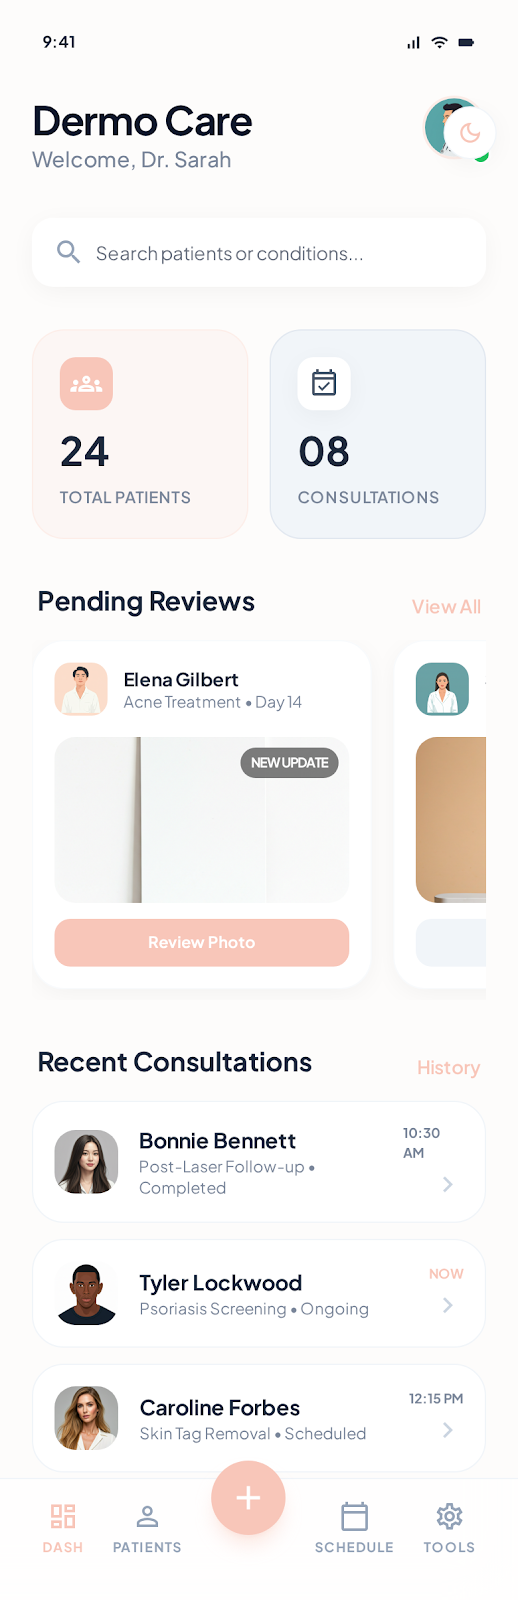 9:41
Dermo Care
Welcome, Dr. Sarah
Search patients or conditions...
24
TOTAL PATIENTS
08
CONSULTATIONS
Pending Reviews
View All
Elena Gilbert
Acne Treatment • Day 14
NEW UPDATE
Review Photo
Recent Consultations
History
Bonnie Bennett
Post-Laser Follow-up •
Completed
10:30
AM
Tyler Lockwood
Psoriasis Screening • Ongoing
NOW
Caroline Forbes
Skin Tag Removal • Scheduled
12:15 PM
DASH
PATIENTS
SCHEDULE
TOOLS